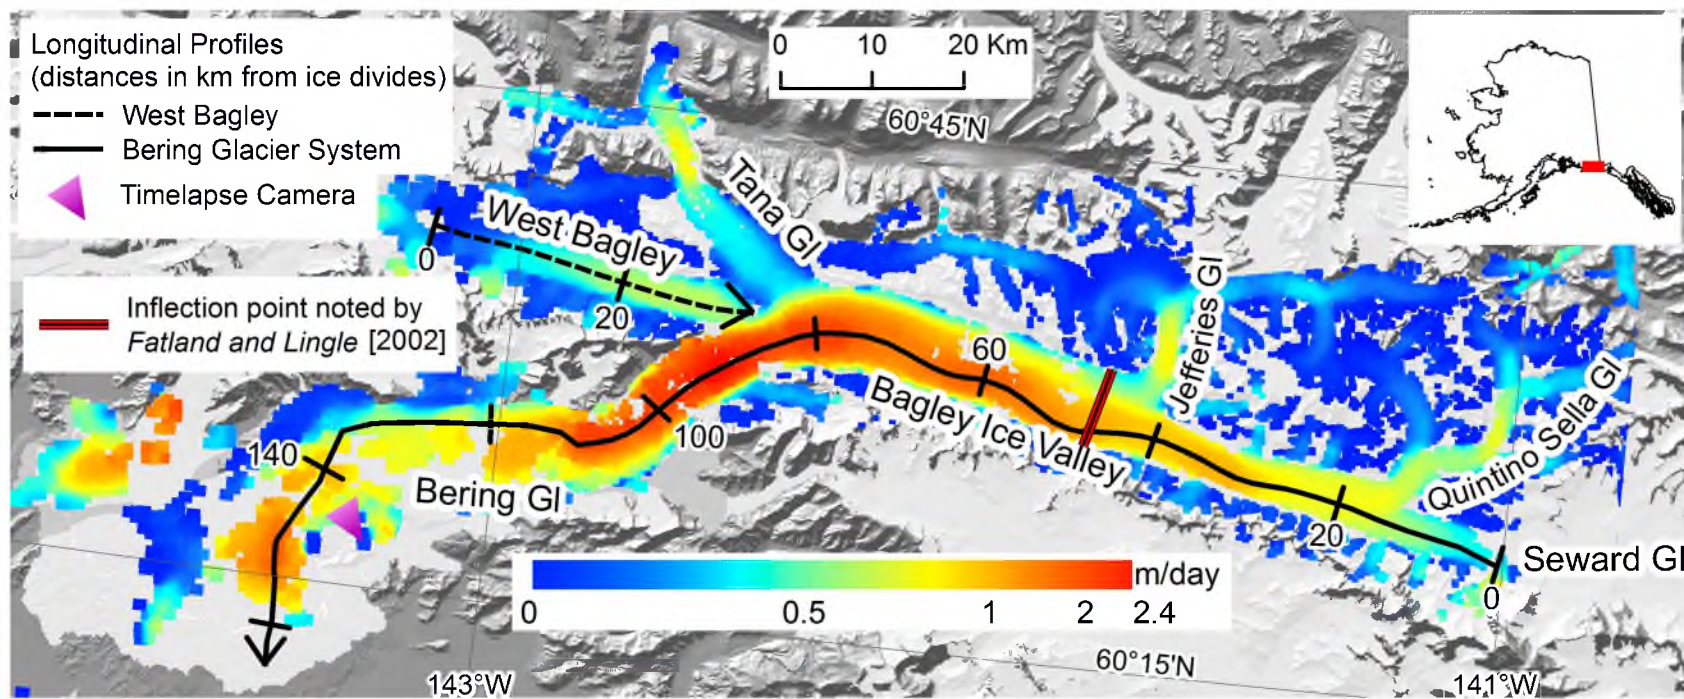 Longitudinal Profiles
(distances in km from ice divides)
West Bagley
Bering Glacier System
Timelapse Camera
Inflection point noted by
Fatland and Lingle [2002]
0 10 20 Km
60°45'N
West Bagley
0
20
Tana Gl
Jefferies Gl
60
Bagley Ice Valley
Quintino Sella Gl
100
140
Bering Gl
20
Seward Gl
0
m/day
0 0.5 1 2 2.4
60°15'N
143°W
141°W